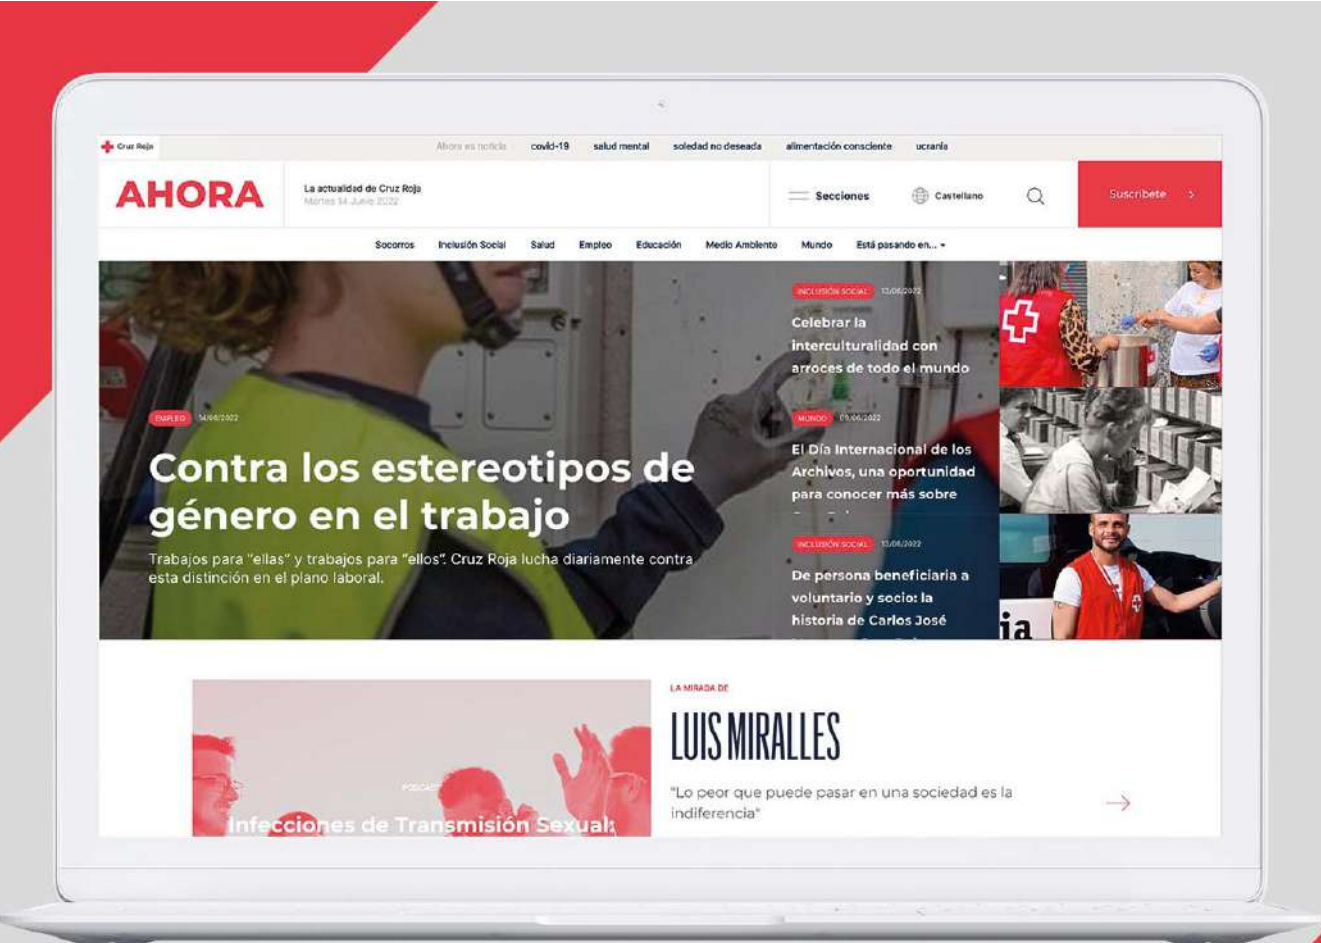 Cruz Roja
Ahora es noticia covid-19 salud mental soledad no deseada alimentación consciente ucrania
AHORA
La actualidad de Cruz Roja
Martes 14 Junio 2022
Secciones
Castellano
Suscríbete >
Socorros Inclusión Social Salud Empleo Educación Medio Ambiente Mundo Está pasando en...
EMPLEO 14/06/2022
Contra los estereotipos de
género en el trabajo
Trabajos para "ellas" y trabajos para "ellos". Cruz Roja lucha diariamente contra
esta distinción en el plano laboral.
INCLUSIÓN SOCIAL 13/06/2022
Celebrar la
interculturalidad con
arroces de todo el mundo
MUNDO 09/06/2022
El Día Internacional de los
Archivos, una oportunidad
para conocer más sobre
INCLUSIÓN SOCIAL 13/06/2022
De persona beneficiaria a
voluntario y socio: la
historia de Carlos José
ja
PODCAST
Infecciones de Transmisión Sexual:
LA MIRADA DE
LUIS MIRALLES
"Lo peor que puede pasar en una sociedad es la
indiferencia"